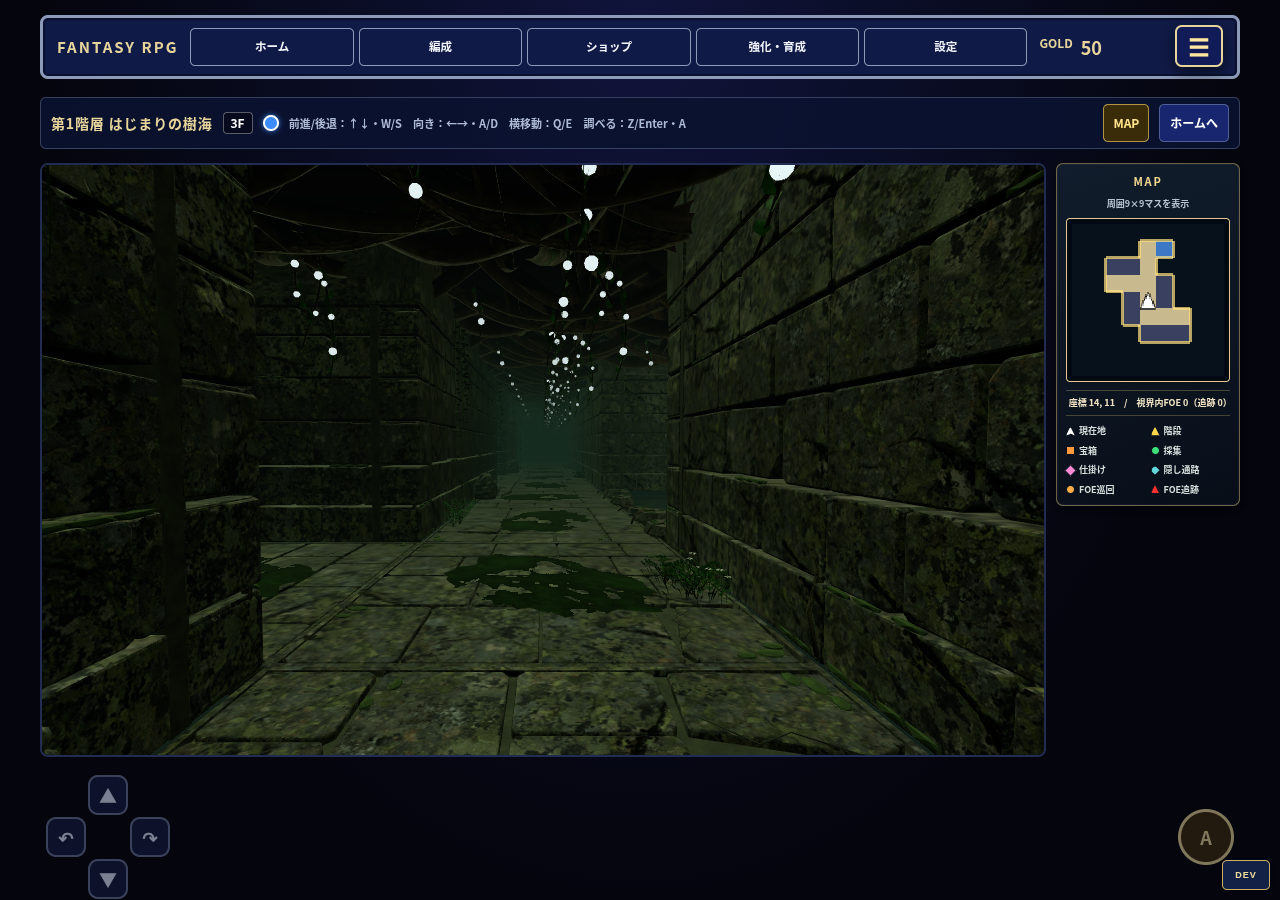 FANTASY RPG
ホーム
編成
ショップ
強化・育成
設定
GOLD 50
第1階層 はじまりの樹海
3F
前進/後退：↑↓・W/S　向き：←→・A/D　横移動：Q/E　調べる：Z/Enter・A
MAP
ホームへ
MAP
周囲9×9マスを表示
座標 14, 11　/　視界内FOE 0（追跡 0）
現在地
階段
宝箱
採集
仕掛け
隠し通路
FOE巡回
FOE追跡
A
DEV